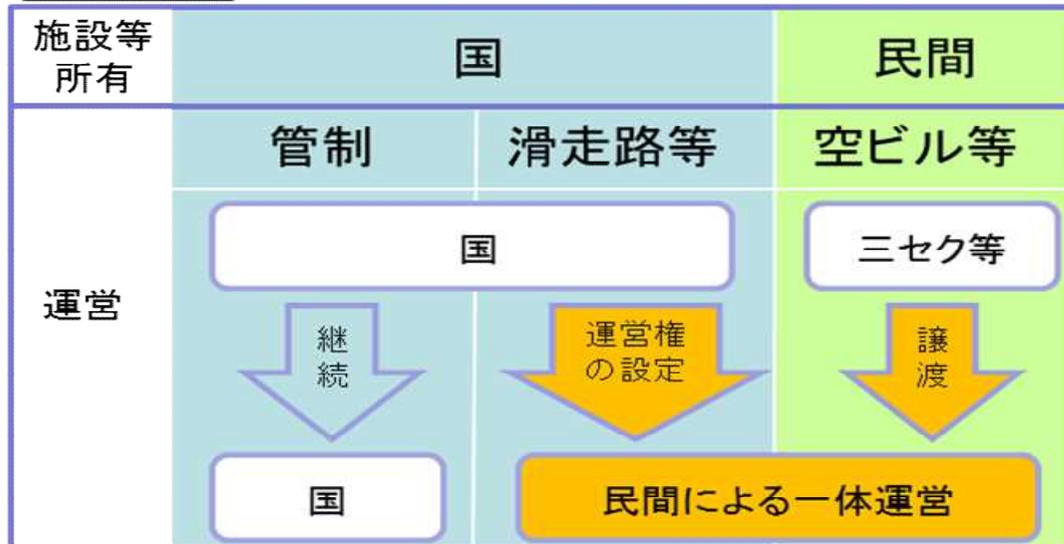 施設等
所有
国
民間
管制
滑走路等
空ビル等
運営
国
三セク等
継
続
運営権
の設定
譲
渡
国
民間による一体運営